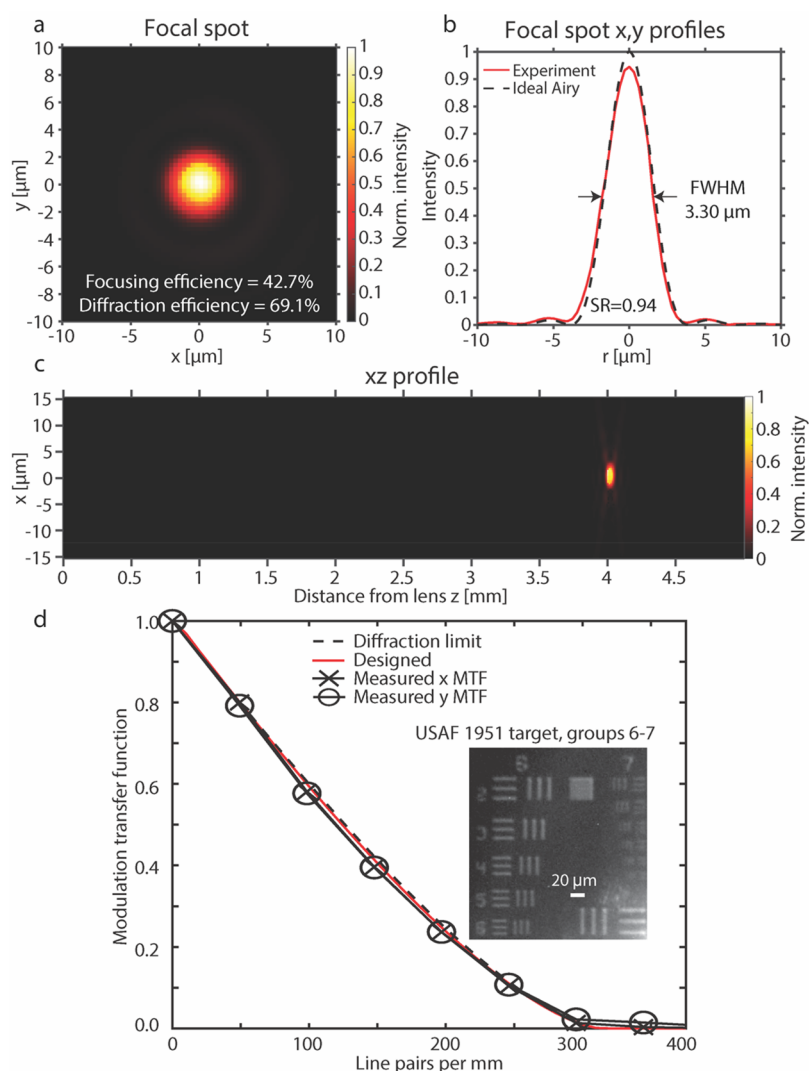 a
Focal spot
10
8
6
4
2
0
-2
-4
-6
-8
-10
y [µm]
-10
-5
0
5
10
x [µm]
Focusing efficiency = 42.7%
Diffraction efficiency = 69.1%
1
0.9
0.8
0.7
0.6
0.5
0.4
0.3
0.2
0.1
0
Norm. intensity
b
Focal spot x,y profiles
1
0.9
0.8
0.7
0.6
0.5
0.4
0.3
0.2
0.1
0
Intensity
Experiment
Ideal Airy
FWHM
3.30 µm
SR=0.94
-10
-5
0
5
10
r [µm]
c
xz profile
15
10
5
0
-5
-10
-15
x [µm]
0
0.5
1
1.5
2
2.5
3
3.5
4
4.5
Distance from lens z [mm]
1
0.8
0.6
0.4
0.2
0
Norm. intensity
d
1.0
0.8
0.6
0.4
0.2
0.0
Modulation transfer function
Diffraction limit
Designed
Measured x MTF
Measured y MTF
USAF 1951 target, groups 6-7
6
7
2
3
4
5
6
20 µm
0
100
200
300
400
Line pairs per mm